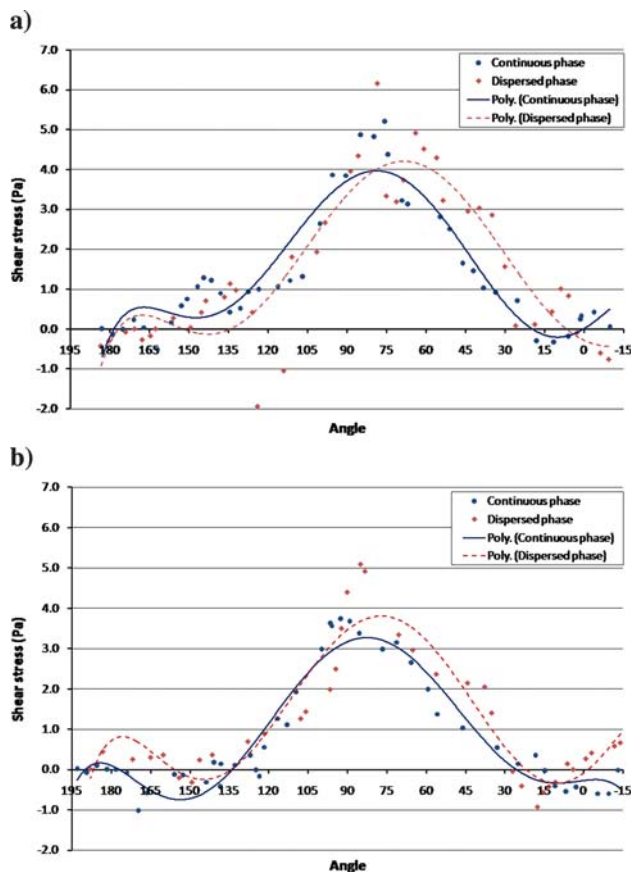 a)
7.0
6.0
5.0
4.0
3.0
2.0
1.0
0.0
-1.0
-2.0
Shear stress (Pa)
Continuous phase
Dispersed phase
Poly. (Continuous phase)
Poly. (Dispersed phase)
195 180 165 150 135 120 105 90 75 60 45 30 15 0 -15
Angle
b)
7.0
6.0
5.0
4.0
3.0
2.0
1.0
0.0
-1.0
-2.0
Shear stress (Pa)
Continuous phase
Dispersed phase
Poly. (Continuous phase)
Poly. (Dispersed phase)
195 180 165 150 135 120 105 90 75 60 45 30 15 0 -15
Angle